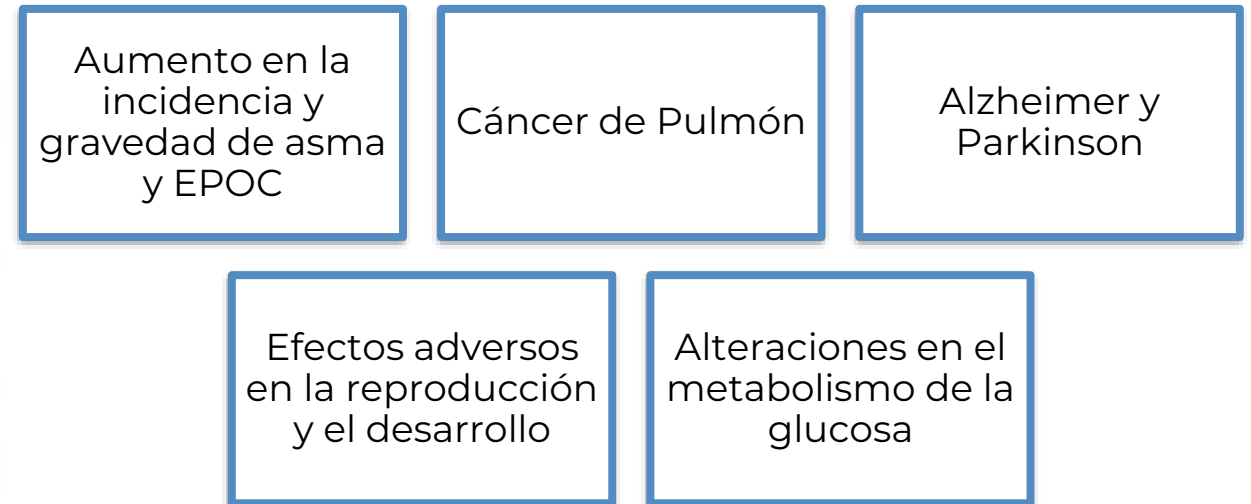 Aumento en la
incidencia y
gravedad de asma
y EPOC
Cáncer de Pulmón
Alzheimer y
Parkinson
Efectos adversos
en la reproducción
y el desarrollo
Alteraciones en el
metabolismo de la
glucosa